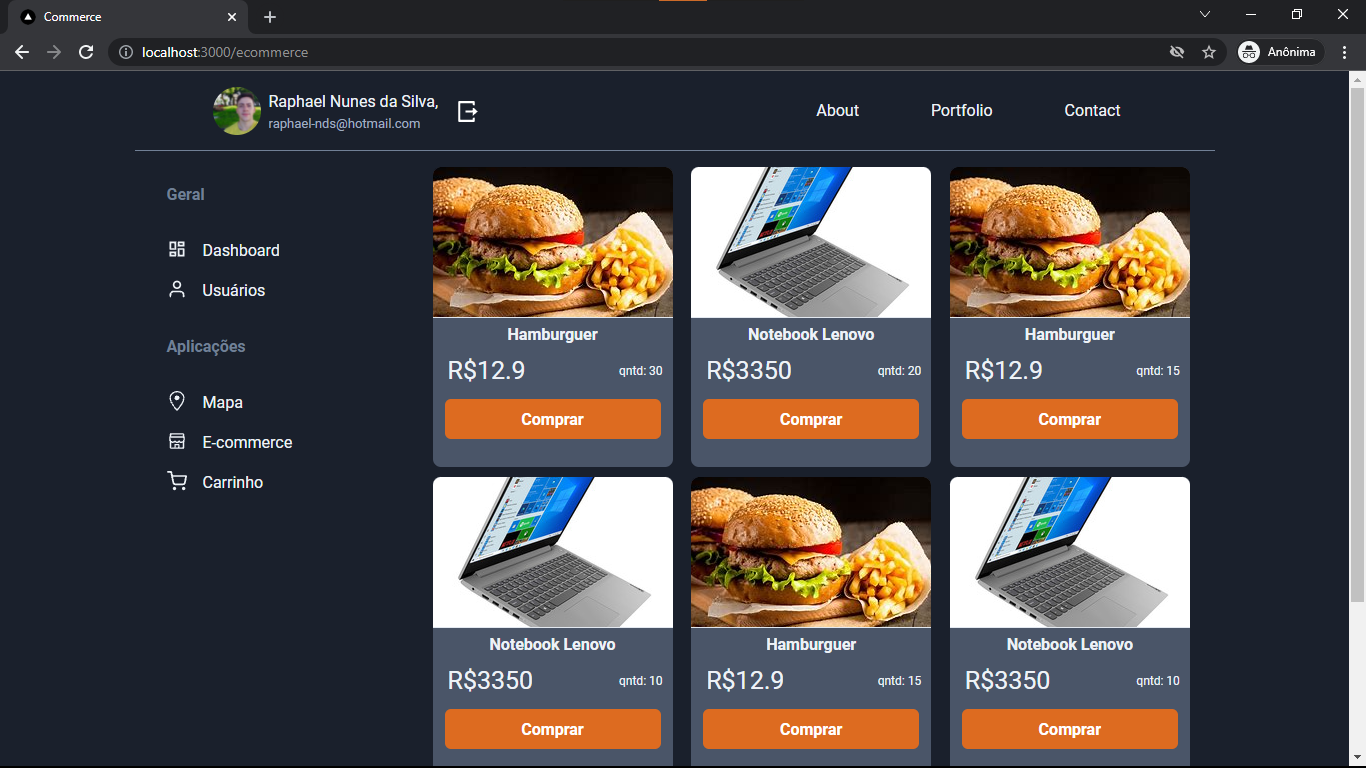 Commerce
localhost:3000/ecommerce
Anônima
Raphael Nunes da Silva,
raphael-nds@hotmail.com
About
Portfolio
Contact
Geral
Dashboard
Usuários
Aplicações
Mapa
E-commerce
Carrinho
Hamburguer
R$12.9
qntd: 30
Comprar
Notebook Lenovo
R$3350
qntd: 20
Comprar
Hamburguer
R$12.9
qntd: 15
Comprar
Notebook Lenovo
R$3350
qntd: 10
Comprar
Hamburguer
R$12.9
qntd: 15
Comprar
Notebook Lenovo
R$3350
qntd: 10
Comprar